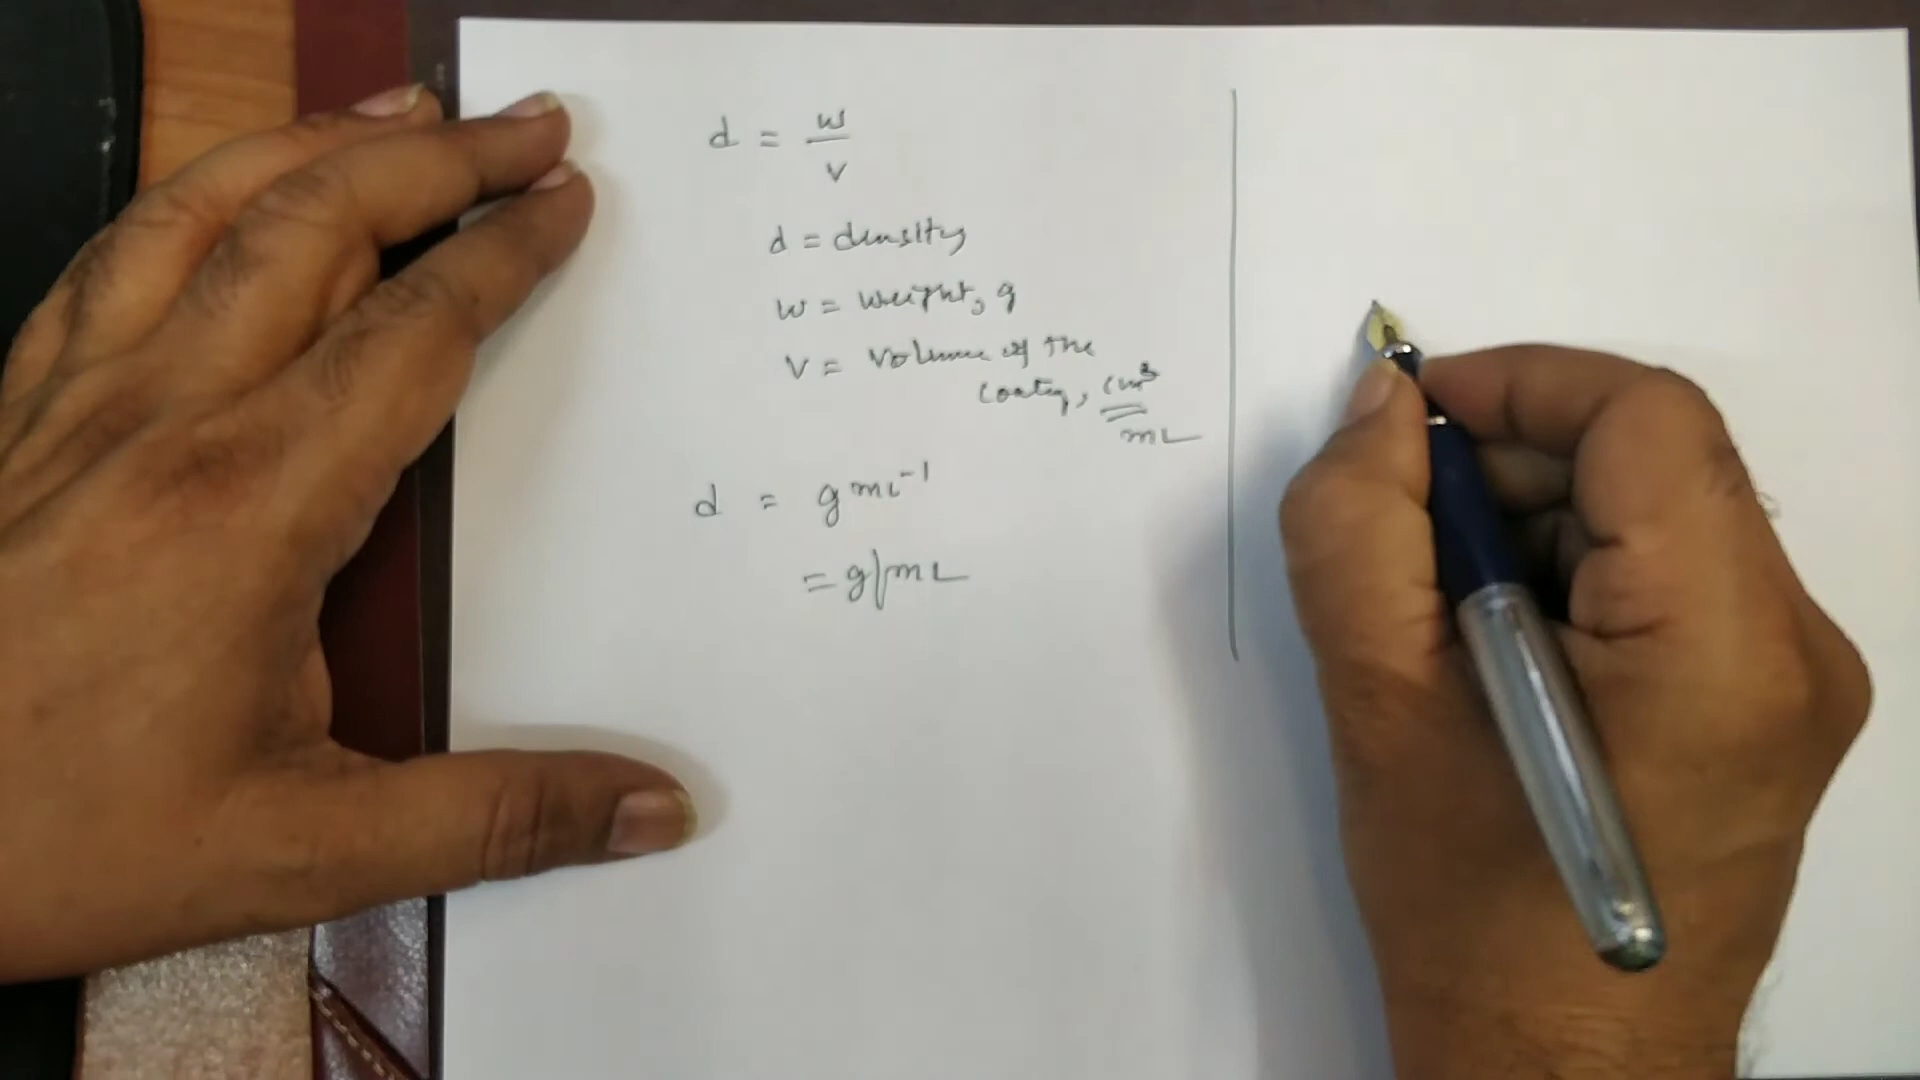 d = w/v
d = density
w = weight, g
v = volume of the
coating, cm³
mL
d = g mL⁻¹
= g/mL